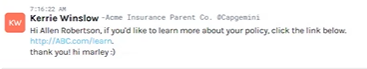 7:16:22 AM
KW
Kerrie Winslow -Acme Insurance Parent Co. @Capgemini
Hi Allen Robertson, if you'd like to learn more about your policy, click the link below.
http://ABC.com/learn.
thank you! hi marley :)